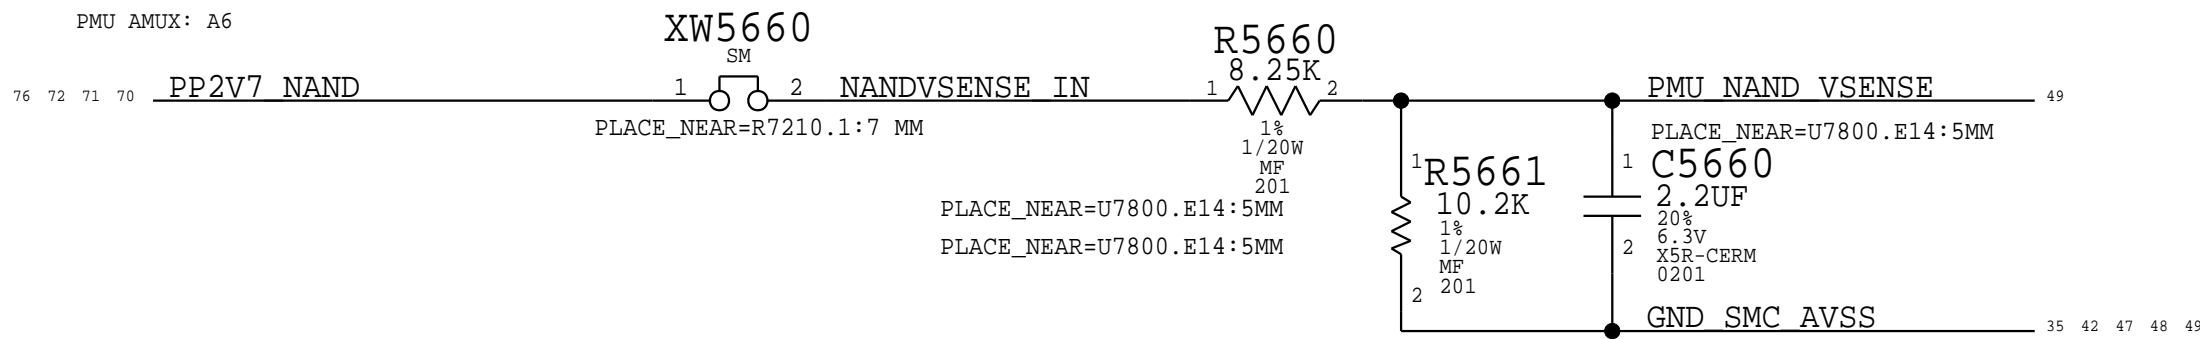 PMU AMUX: A6
XW5660
SM
76 72 71 70 PP2V7_NAND 1 2 NANDVSENSE_IN
PLACE_NEAR=R7210.1:7 MM
R5660
8.25K
1 2
1%
1/20W
MF
201
PLACE_NEAR=U7800.E14:5MM
PLACE_NEAR=U7800.E14:5MM
1 R5661
10.2K
1%
1/20W
MF
201
2
PMU_NAND_VSENSE 49
PLACE_NEAR=U7800.E14:5MM
1 C5660
2.2UF
20%
6.3V
2 X5R-CERM
0201
GND_SMC_AVSS 35 42 47 48 49